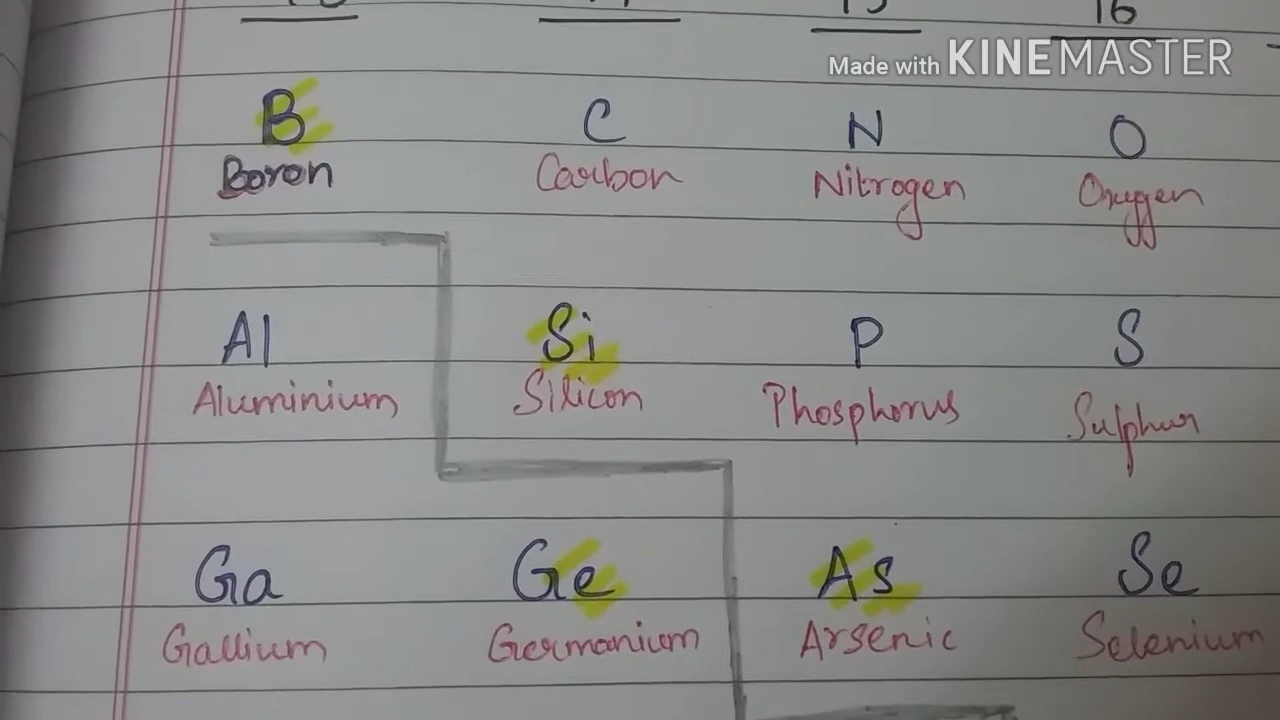 16
Made with KINEMASTER
B C N O
Boron Carbon Nitrogen Oxygen
Al Si P S
Aluminium Silicon Phosphorus Sulphur
Ga Ge As Se
Gallium Germanium Arsenic Selenium